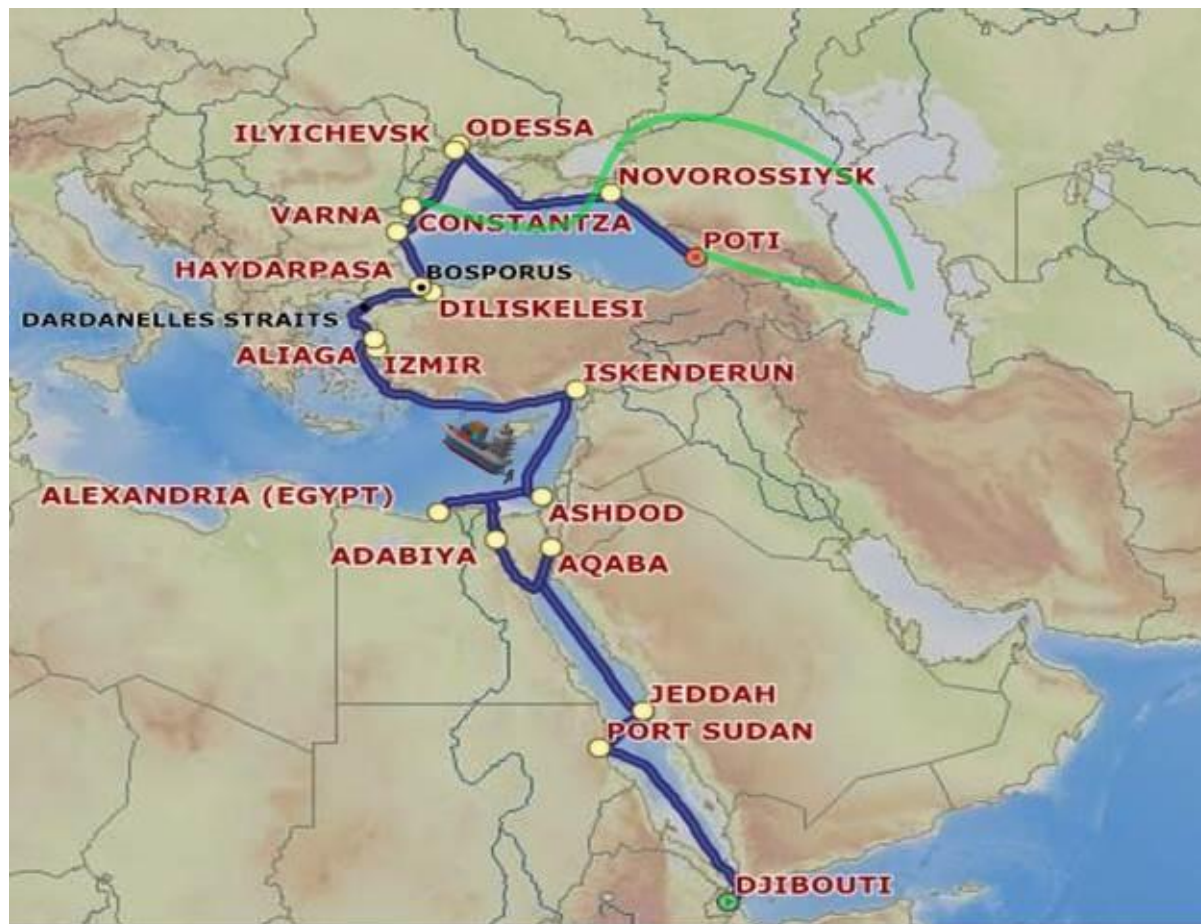 ILYICHEVSK
ODESSA
NOVOROSSIYSK
VARNA
CONSTANTZA
POTI
HAYDARPASA
BOSPORUS
DILISKELESI
DARDANELLES STRAITS
ALIAGA
IZMIR
ISKENDERUN
ALEXANDRIA (EGYPT)
ASHDOD
ADABIYA
AQABA
JEDDAH
PORT SUDAN
DJIBOUTI